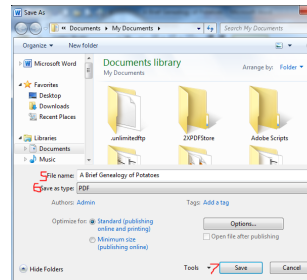 Save As
« Documents ▸ My Documents ▸
Search My Documents
Organize ▾ New folder
Microsoft Word
Documents library
My Documents
Arrange by: Folder ▾
Favorites
Desktop
Downloads
Recent Places
.unlimitedftp
2XPDFStore
Adobe Scripts
Libraries
Documents
Music
5 File name: A Brief Genealogy of Potatoes
6 Save as type: PDF
Authors: Admin
Tags: Add a tag
Optimize for: Standard (publishing online and printing)
Minimum size (publishing online)
Options...
Open file after publishing
Hide Folders
Tools ▾
7 Save
Cancel